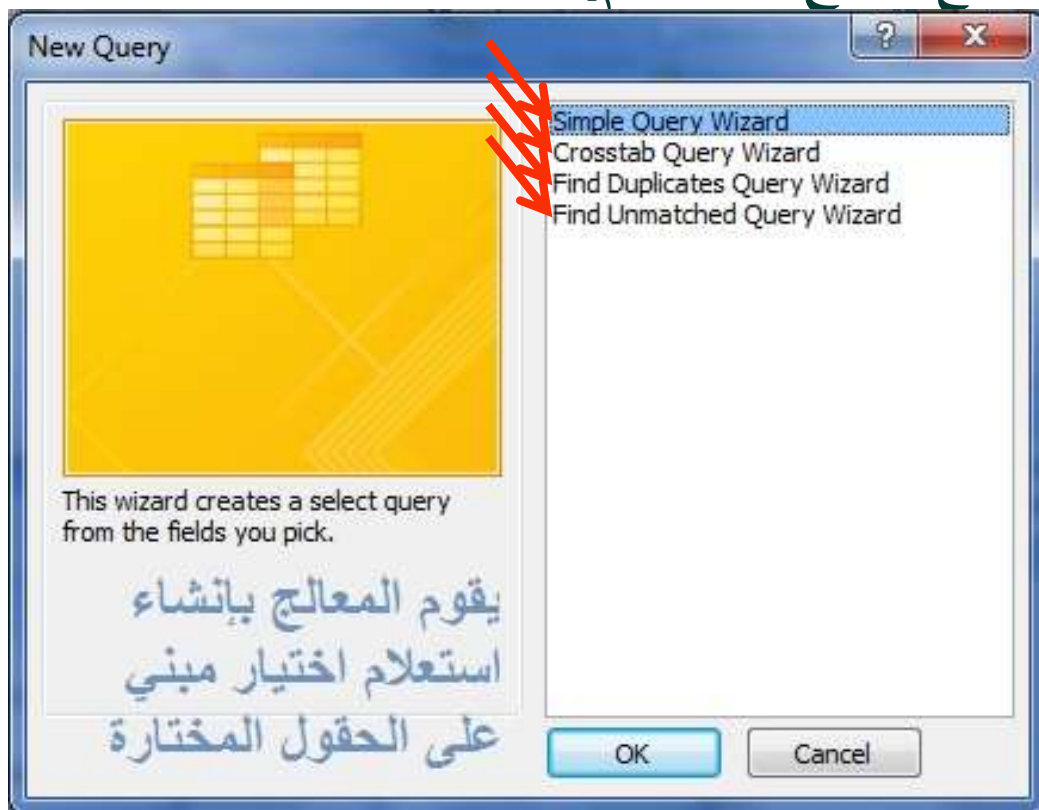 New Query
Simple Query Wizard
Crosstab Query Wizard
Find Duplicates Query Wizard
Find Unmatched Query Wizard
This wizard creates a select query
from the fields you pick.
يقوم المعالج بإنشاء
استعلام اختيار مبني
على الحقول المختارة
OK
Cancel